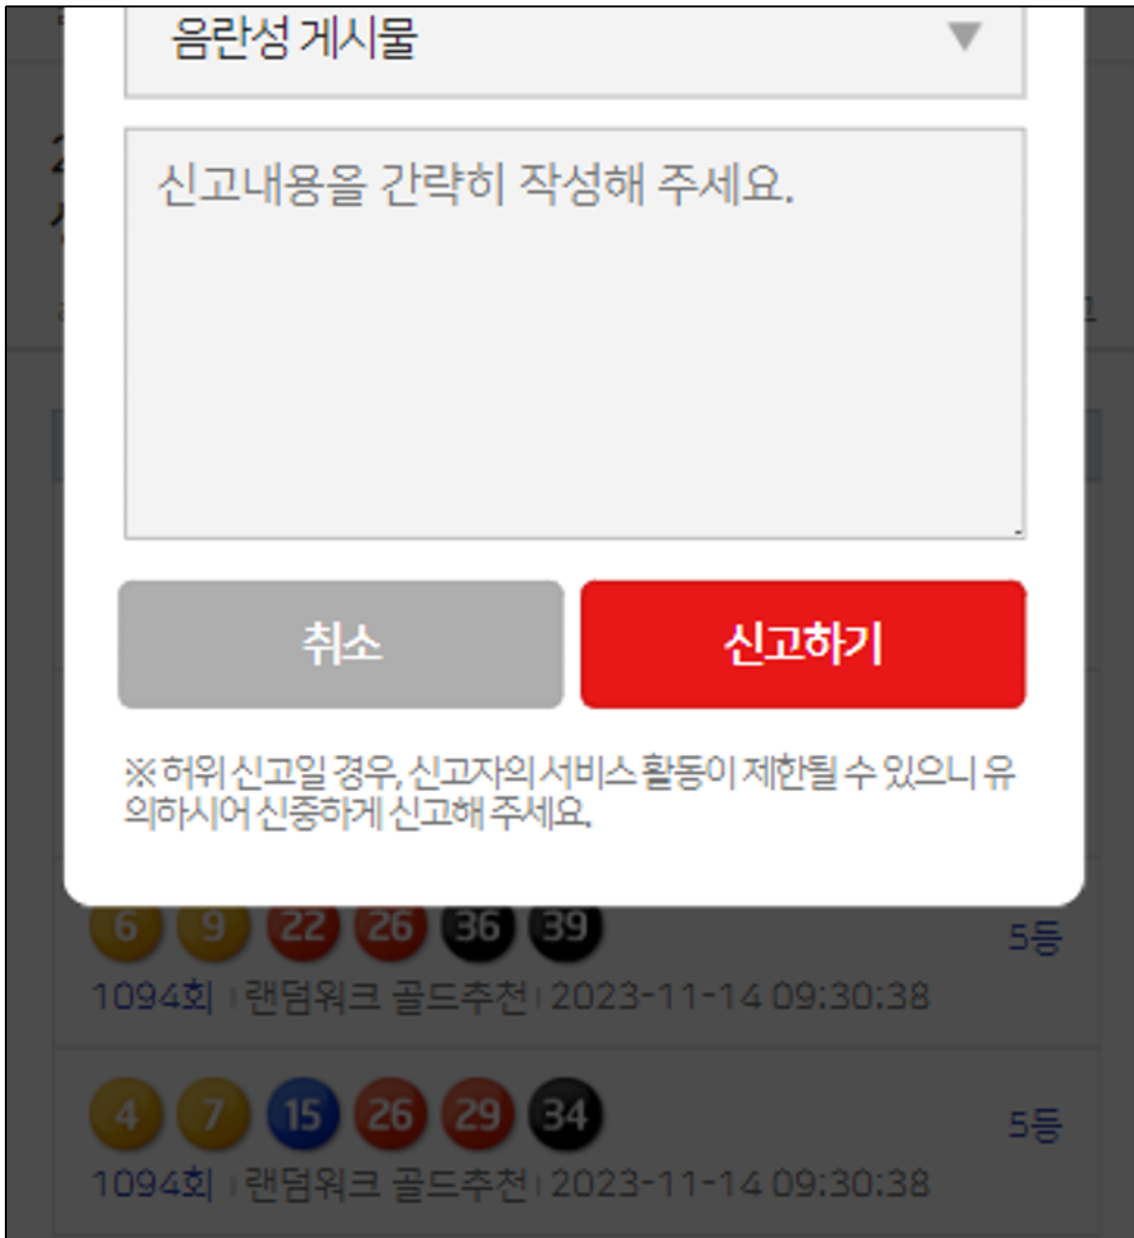 음란성 게시물
신고내용을 간략히 작성해 주세요.
취소
신고하기
※ 허위 신고일 경우, 신고자의 서비스 활동이 제한될 수 있으니 유
의하시어 신중하게 신고해 주세요.
6 9 22 26 36 39
5등
1094회 | 랜덤워크 골드추천 | 2023-11-14 09:30:38
4 7 15 26 29 34
5등
1094회 | 랜덤워크 골드추천 | 2023-11-14 09:30:38